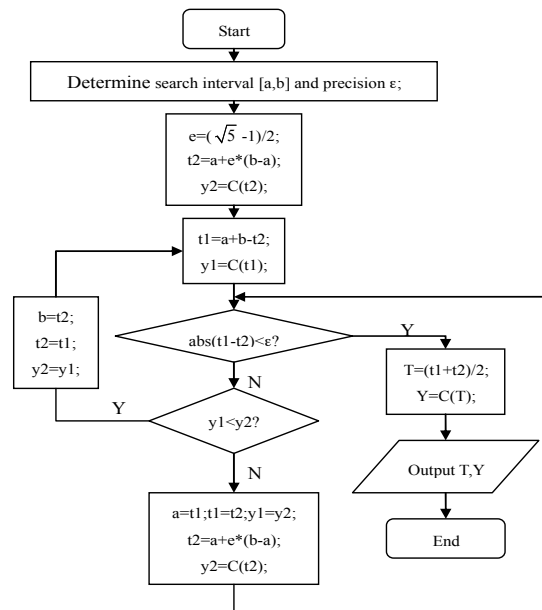 Start
Determine search interval [a,b] and precision ε;
e=(√5 -1)/2;
t2=a+e*(b-a);
y2=C(t2);
t1=a+b-t2;
y1=C(t1);
b=t2;
t2=t1;
y2=y1;
abs(t1-t2)<ε?
Y
N
T=(t1+t2)/2;
Y=C(T);
Y
y1<y2?
N
Output T,Y
a=t1;t1=t2;y1=y2;
t2=a+e*(b-a);
y2=C(t2);
End